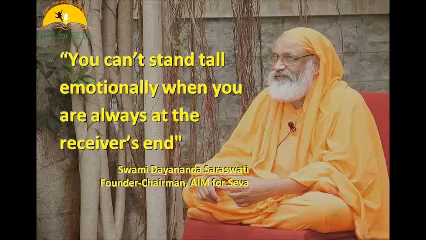 “You can’t stand tall
emotionally when you
are always at the
receiver’s end"
Swami Dayananda Saraswati
Founder-Chairman, AIM for Seva